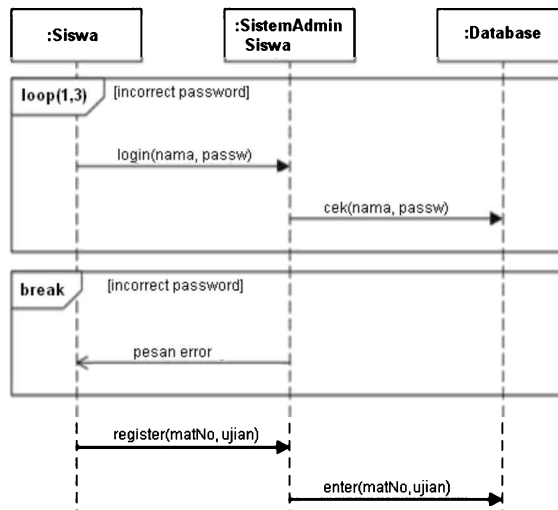 :Siswa
:SistemAdmin
Siswa
:Database
loop(1,3)
[incorrect password]
login(nama, passw)
cek(nama, passw)
break
[incorrect password]
pesan error
register(matNo,ujian)
enter(matNo,ujian)